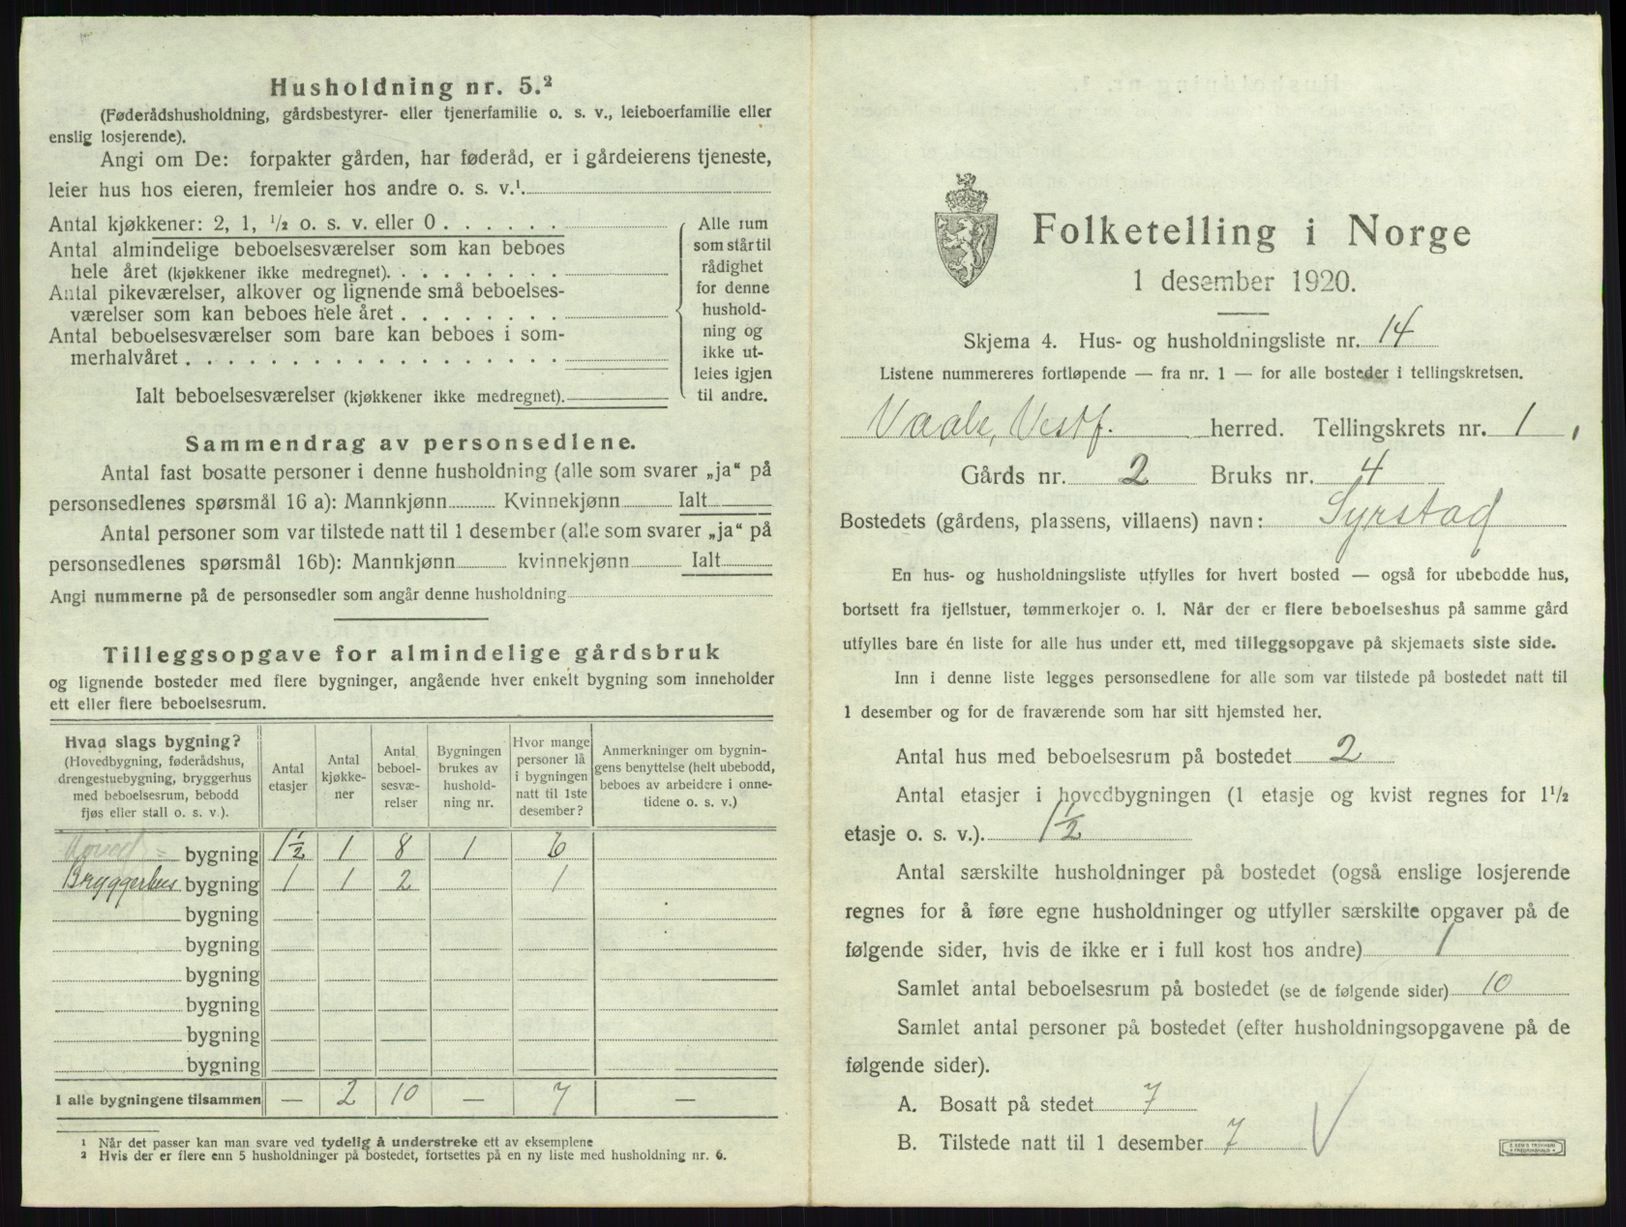 Husholdning nr. 5.²
(Føderådshusholdning, gårdsbestyrer- eller tjenerfamilie o. s. v., leieboerfamilie eller
enslig losjerende).
Angi om De: forpakter gården, har føderåd, er i gårdeierens tjeneste,
leier hus hos eieren, fremleier hos andre o. s. v.¹
Antal kjøkkener: 2, 1, ½ o. s. v. eller 0 . . . . . .
Antal almindelige beboelsesværelser som kan beboes
hele året (kjøkkener ikke medregnet). . . . . . . . .
Antal pikeværelser, alkover og lignende små beboelses-
værelser som kan beboes hele året . . . . . . . .
Antal beboelsesværelser som bare kan beboes i som-
merhalvåret . . . . . . . . . . . . . . . .
Ialt beboelsesværelser (kjøkkener ikke medregnet).
Alle rum
som står til
rådighet
for denne
hushold-
ning og
ikke ut-
leies igjen
til andre.
Sammendrag av personsedlene.
Antal fast bosatte personer i denne husholdning (alle som svarer „ja“ på
personsedlenes spørsmål 16 a): Mannkjønn Kvinnekjønn Ialt
Antal personer som var tilstede natt til 1 desember (alle som svarer „ja“ på
personsedlenes spørsmål 16b): Mannkjønn kvinnekjønn Ialt
Angi nummerne på de personsedler som angår denne husholdning
Tilleggsopgave for almindelige gårdsbruk
og lignende bosteder med flere bygninger, angående hver enkelt bygning som inneholder
ett eller flere beboelsesrum.
Hvad slags bygning?
(Hovedbygning, føderådshus,
drengestuebygning, bryggerhus
med beboelsesrum, bebodd
fjøs eller stall o. s. v.).
Antal
etasjer
Antal
kjøkke-
ner
Antal
beboel-
sesvæ-
relser
Bygningen
brukes av
hushold-
ning nr.
Hvor mange
personer lå
i bygningen
natt til 1ste
desember?
Anmerkninger om bygnin-
gens benyttelse (helt ubebodd,
beboes av arbeidere i onne-
tidene o. s. v.)
Hoved- bygning 1½ 1 8 1 6
Bryggerhus bygning 1 1 2 1
bygning
bygning
bygning
bygning
bygning
bygning
I alle bygningene tilsammen — 2 10 — 7 —
¹ Når det passer kan man svare ved tydelig å understreke ett av eksemplene
² Hvis der er flere enn 5 husholdninger på bostedet, fortsettes på en ny liste med husholdning nr. 6.
Folketelling i Norge
1 desember 1920.
Skjema 4. Hus- og husholdningsliste nr. 14
Listene nummereres fortløpende — fra nr. 1 — for alle bosteder i tellingskretsen.
Vaale, Vestf. herred. Tellingskrets nr. 1,
Gårds nr. 2 Bruks nr. 4
Bostedets (gårdens, plassens, villaens) navn: Syrstad
En hus- og husholdningsliste utfylles for hvert bosted — også for ubebodde hus,
bortsett fra fjellstuer, tømmerkojer o. l. Når der er flere beboelseshus på samme gård
utfylles bare én liste for alle hus under ett, med tilleggsopgave på skjemaets siste side.
Inn i denne liste legges personsedlene for alle som var tilstede på bostedet natt til
1 desember og for de fraværende som har sitt hjemsted her.
Antal hus med beboelsesrum på bostedet 2
Antal etasjer i hovedbygningen (1 etasje og kvist regnes for 1½
etasje o. s. v.). 1½
Antal særskilte husholdninger på bostedet (også enslige losjerende
regnes for å føre egne husholdninger og utfyller særskilte opgaver på de
følgende sider, hvis de ikke er i full kost hos andre) 1
Samlet antal beboelsesrum på bostedet (se de følgende sider) 10
Samlet antal personer på bostedet (efter husholdningsopgavene på de
følgende sider).
A. Bosatt på stedet 7
B. Tilstede natt til 1 desember 7